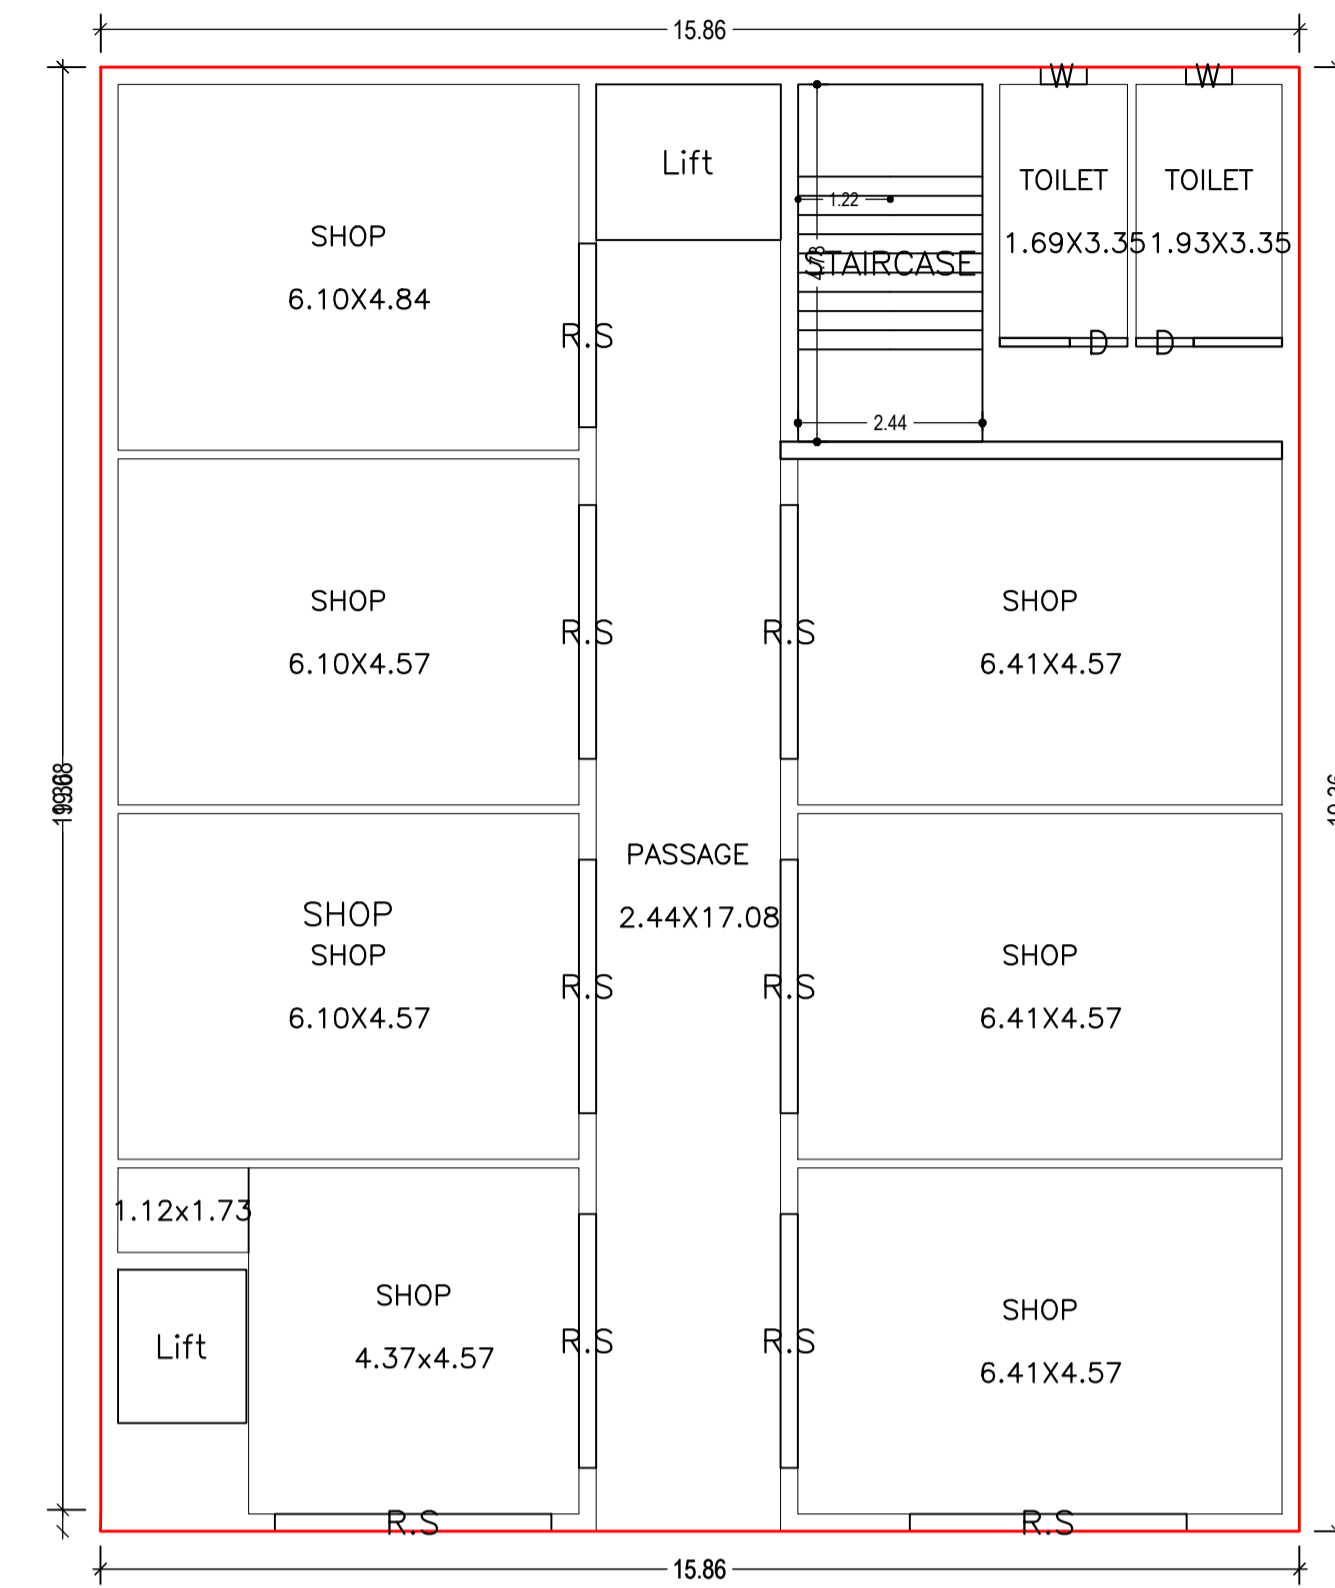 15.86
W
W
Lift
TOILET
TOILET
1.69X3.35
1.93X3.35
SHOP
6.10X4.84
1.22
4.73
STAIRCASE
R.S
D
D
2.44
SHOP
6.10X4.57
R.S
R.S
SHOP
6.41X4.57
PASSAGE
2.44X17.08
SHOP
SHOP
6.10X4.57
R.S
R.S
SHOP
6.41X4.57
1.12x1.73
Lift
SHOP
4.37x4.57
R.S
R.S
SHOP
6.41X4.57
R.S
R.S
15.86